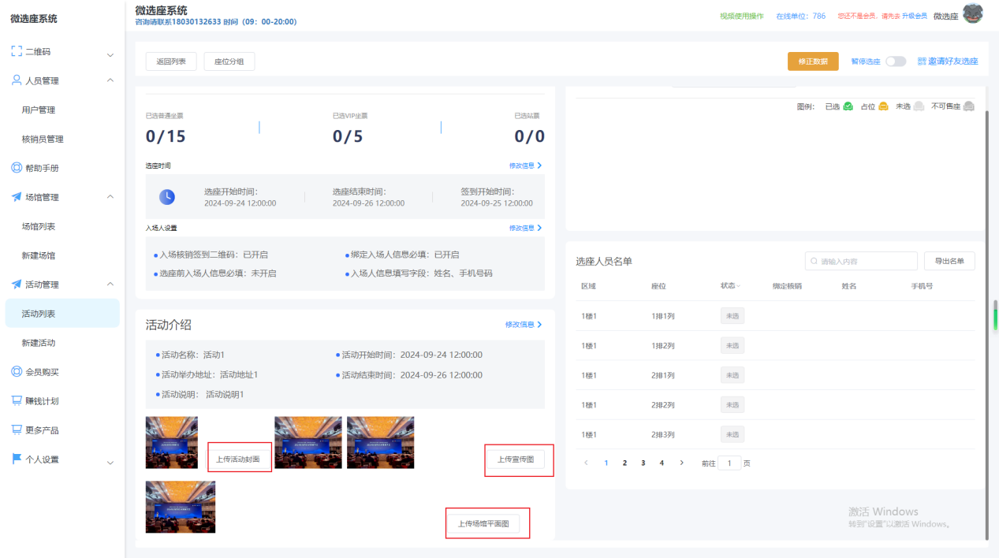 微选座系统
二维码
人员管理
用户管理
核销员管理
帮助手册
场馆管理
场馆列表
新建场馆
活动管理
活动列表
新建活动
会员购买
赚钱计划
更多产品
个人设置
微选座系统
咨询请联系18030132633 时间（09：00-20:00）
视频使用操作 在线单位：786 您还不是会员，请先去 升级会员 微选座
返回列表 座位分组 修正数据 暂停选座 邀请好友选座
已选普通坐票 已选VIP坐票 已选站票
0/15 0/5 0/0
选座时间 修改信息
选座开始时间： 选座结束时间： 签到开始时间：
2024-09-24 12:00:00 2024-09-26 12:00:00 2024-09-25 12:00:00
入场人设置 修改信息
入场核销签到二维码：已开启 绑定入场人信息必填：已开启
选座前入场人信息必填：未开启 入场人信息填写字段：姓名、手机号码
活动介绍 修改信息
活动名称：活动1 活动开始时间：2024-09-24 12:00:00
活动举办地址：活动地址1 活动结束时间：2024-09-26 12:00:00
活动说明： 活动说明1
上传活动封面 上传宣传图
上传场馆平面图
图例： 已选 占位 未选 不可售座
选座人员名单 请输入内容 导出名单
区域 座位 状态 绑定核销 姓名 手机号
1楼1 1排1列 未选
1楼1 1排2列 未选
1楼1 2排1列 未选
1楼1 2排2列 未选
1楼1 2排3列 未选
1 2 3 4 前往 1 页
激活 Windows
转到"设置"以激活 Windows。